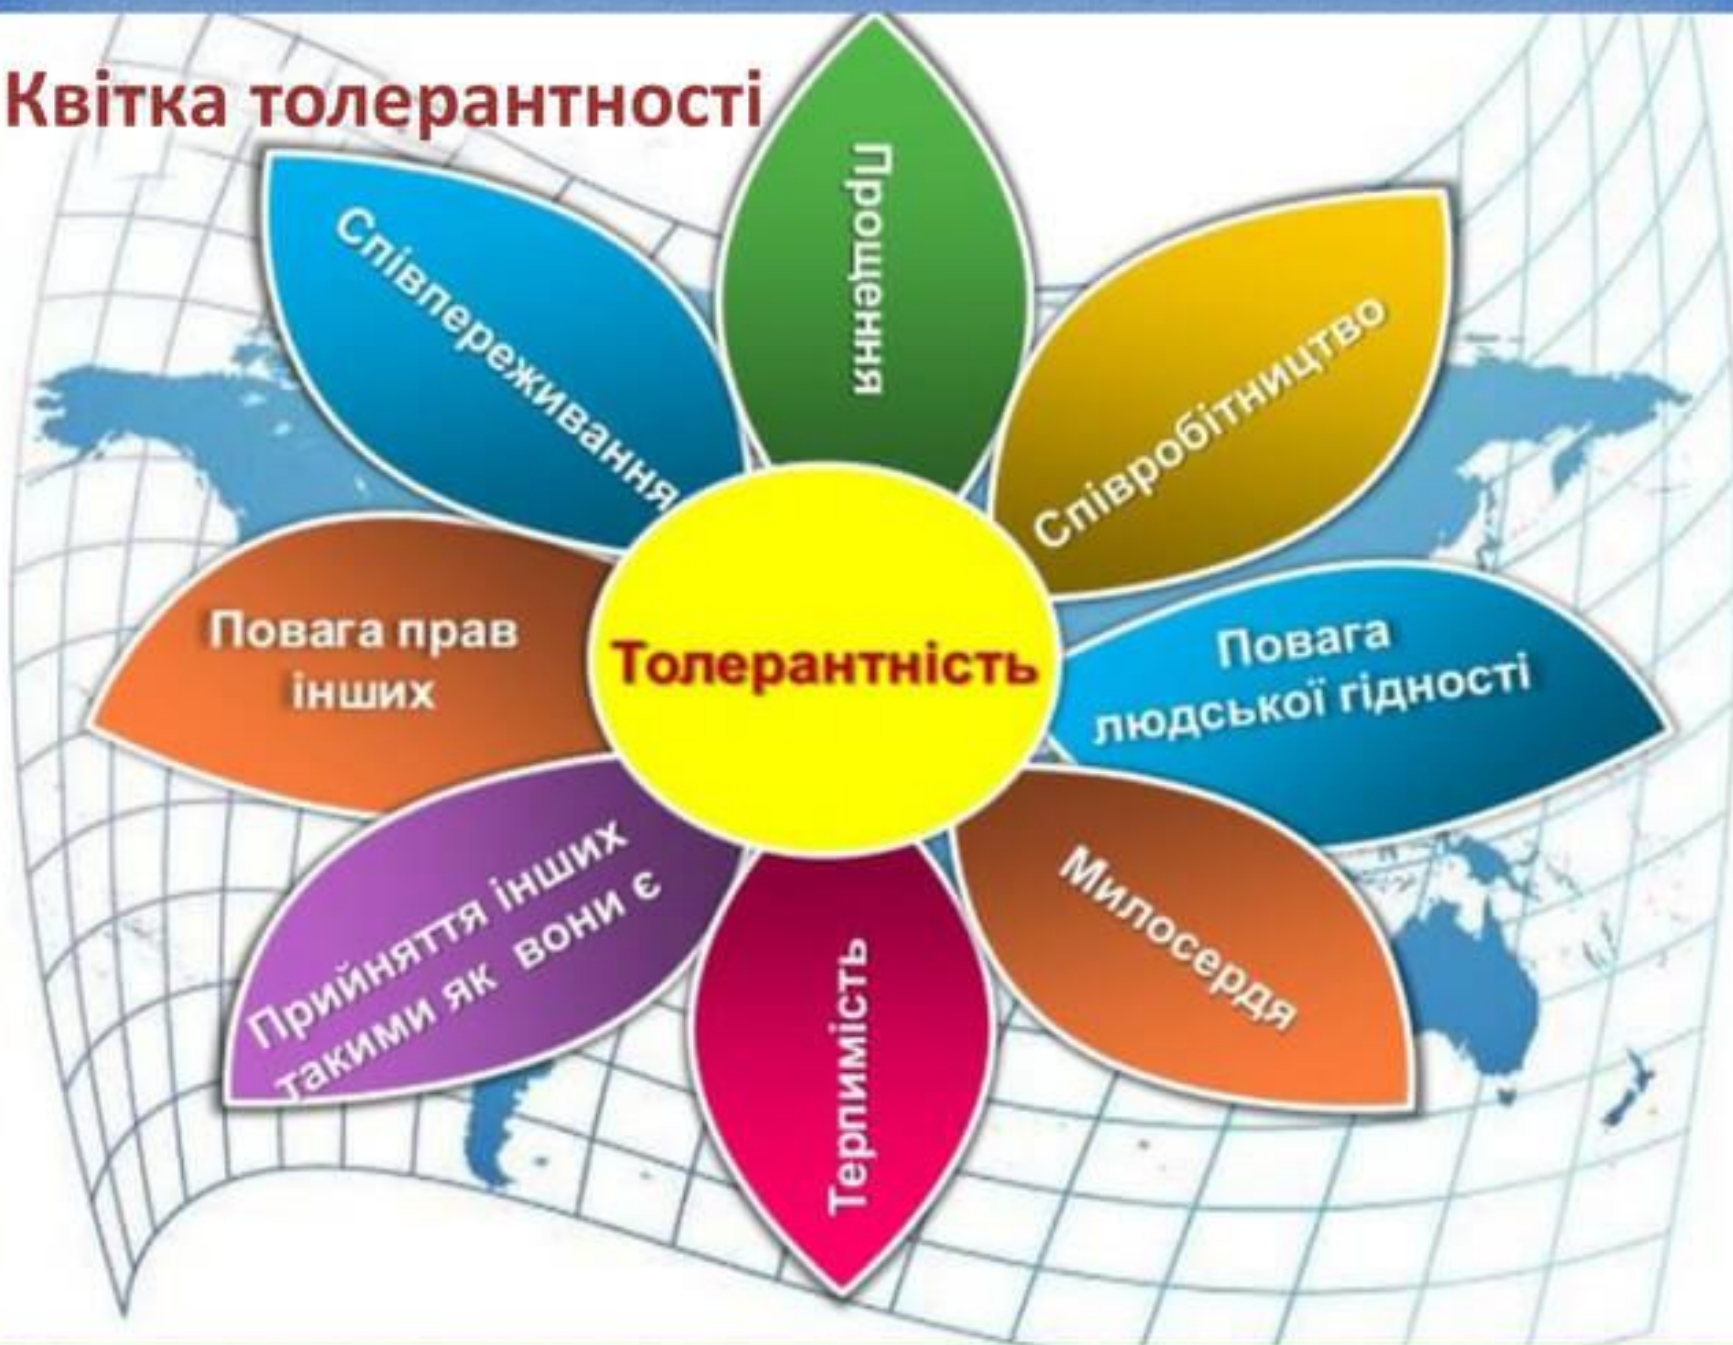 Квітка толерантності
Прощення
Співпереживання
Співробітництво
Повага прав
інших
Толерантність
Повага
людської гідності
Прийняття інших
такими як вони є
Милосердя
Терпимість